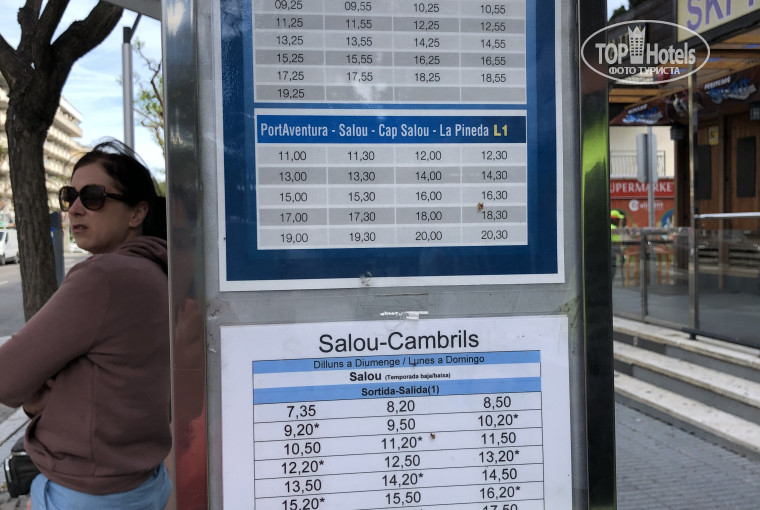 09,25 09,55 10,25 10,55
11,25 11,55 12,25 12,55
13,25 13,55 14,25 14,55
15,25 15,55 16,25 16,55
17,25 17,55 18,25 18,55
19,25
PortAventura - Salou - Cap Salou - La Pineda L1
11,00 11,30 12,00 12,30
13,00 13,30 14,00 14,30
15,00 15,30 16,00 16,30
17,00 17,30 18,00 18,30
19,00 19,30 20,00 20,30
Salou-Cambrils
Dilluns a Diumenge / Lunes a Domingo
Salou (Temporada baja/baixa)
Sortida-Salida(1)
7,35 8,20 8,50
9,20* 9,50 10,20*
10,50 11,20* 11,50
12,20* 12,50 13,20*
13,50 14,20* 14,50
15,20* 15,50 16,20*
17,50
TopHotels
ФОТО ТУРИСТА